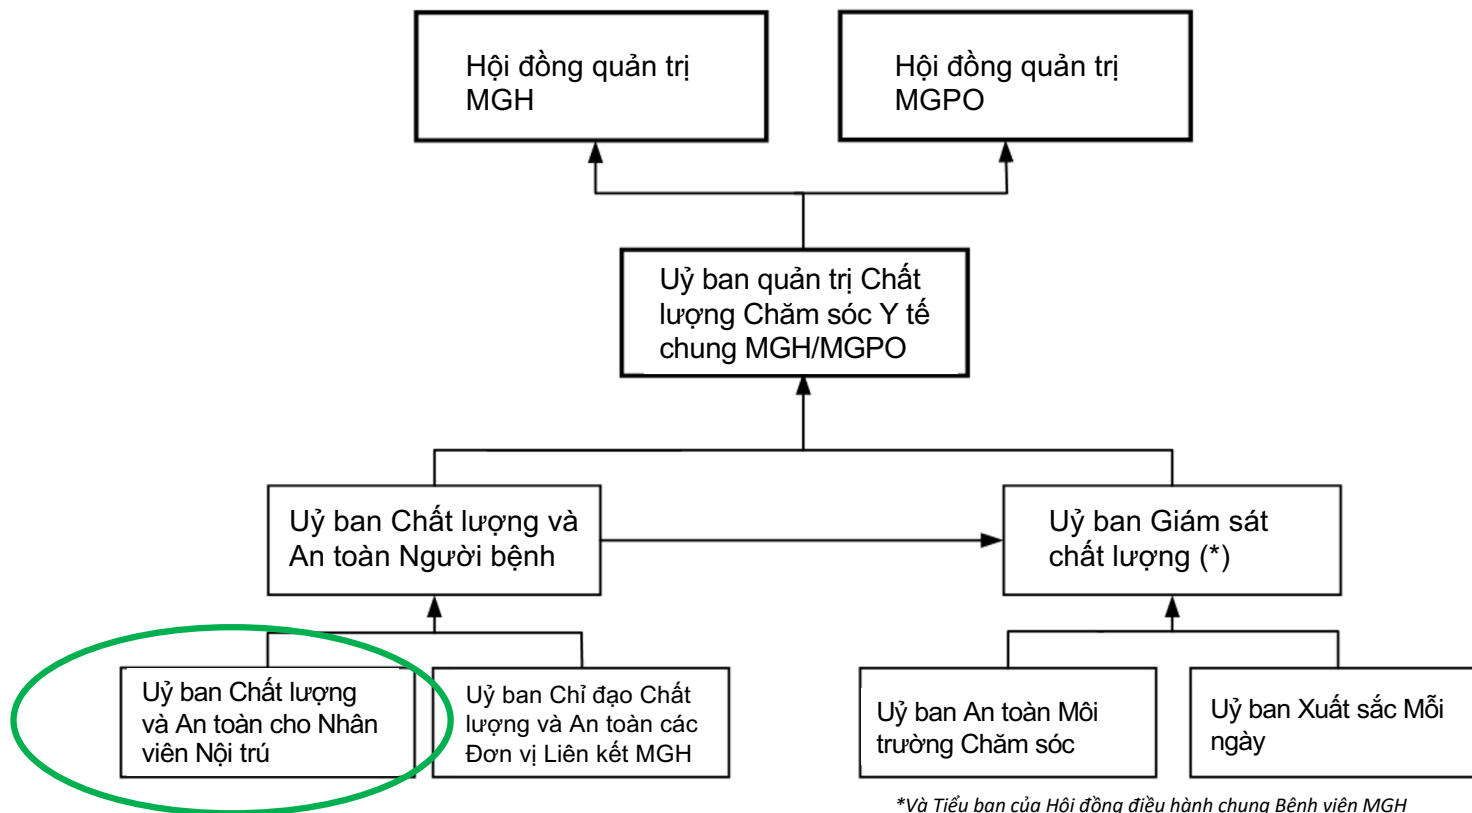 Hội đồng quản trị
MGH
Hội đồng quản trị
MGPO
Uỷ ban quản trị Chất
lượng Chăm sóc Y tế
chung MGH/MGPO
Uỷ ban Chất lượng và
An toàn Người bệnh
Uỷ ban Giám sát
chất lượng (*)
Uỷ ban Chất lượng
và An toàn cho Nhân
viên Nội trú
Uỷ ban Chỉ đạo Chất
lượng và An toàn các
Đơn vị Liên kết MGH
Uỷ ban An toàn Môi
trường Chăm sóc
Uỷ ban Xuất sắc Mỗi
ngày
*Và Tiểu ban của Hội đồng điều hành chung Bệnh viện MGH